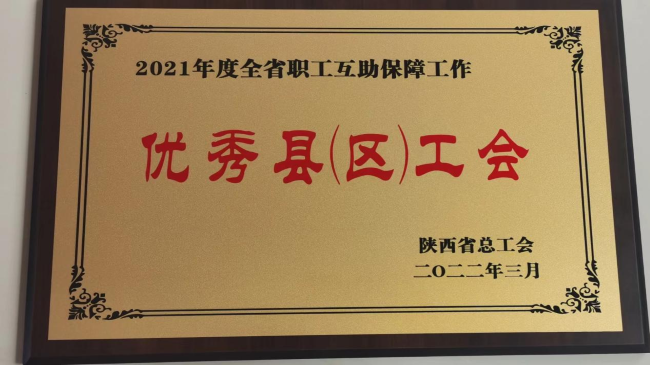 2021年度全省职工互助保障工作
优秀县(区)工会
陕西省总工会
二〇二二年三月